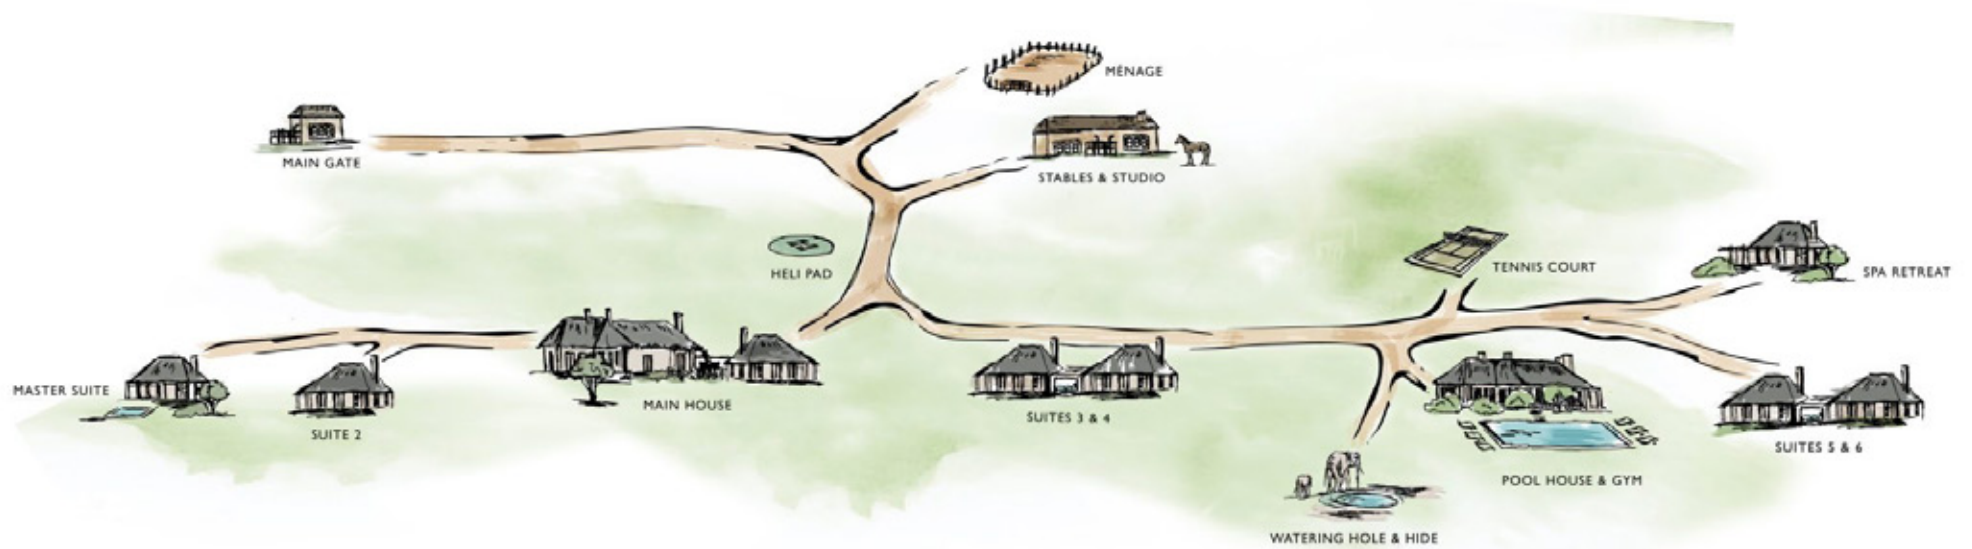 MÉNAGE
MAIN GATE
STABLES & STUDIO
HELI PAD
TENNIS COURT
SPA RETREAT
MASTER SUITE
MAIN HOUSE
SUITES 3 & 4
SUITE 2
SUITES 5 & 6
POOL HOUSE & GYM
WATERING HOLE & HIDE